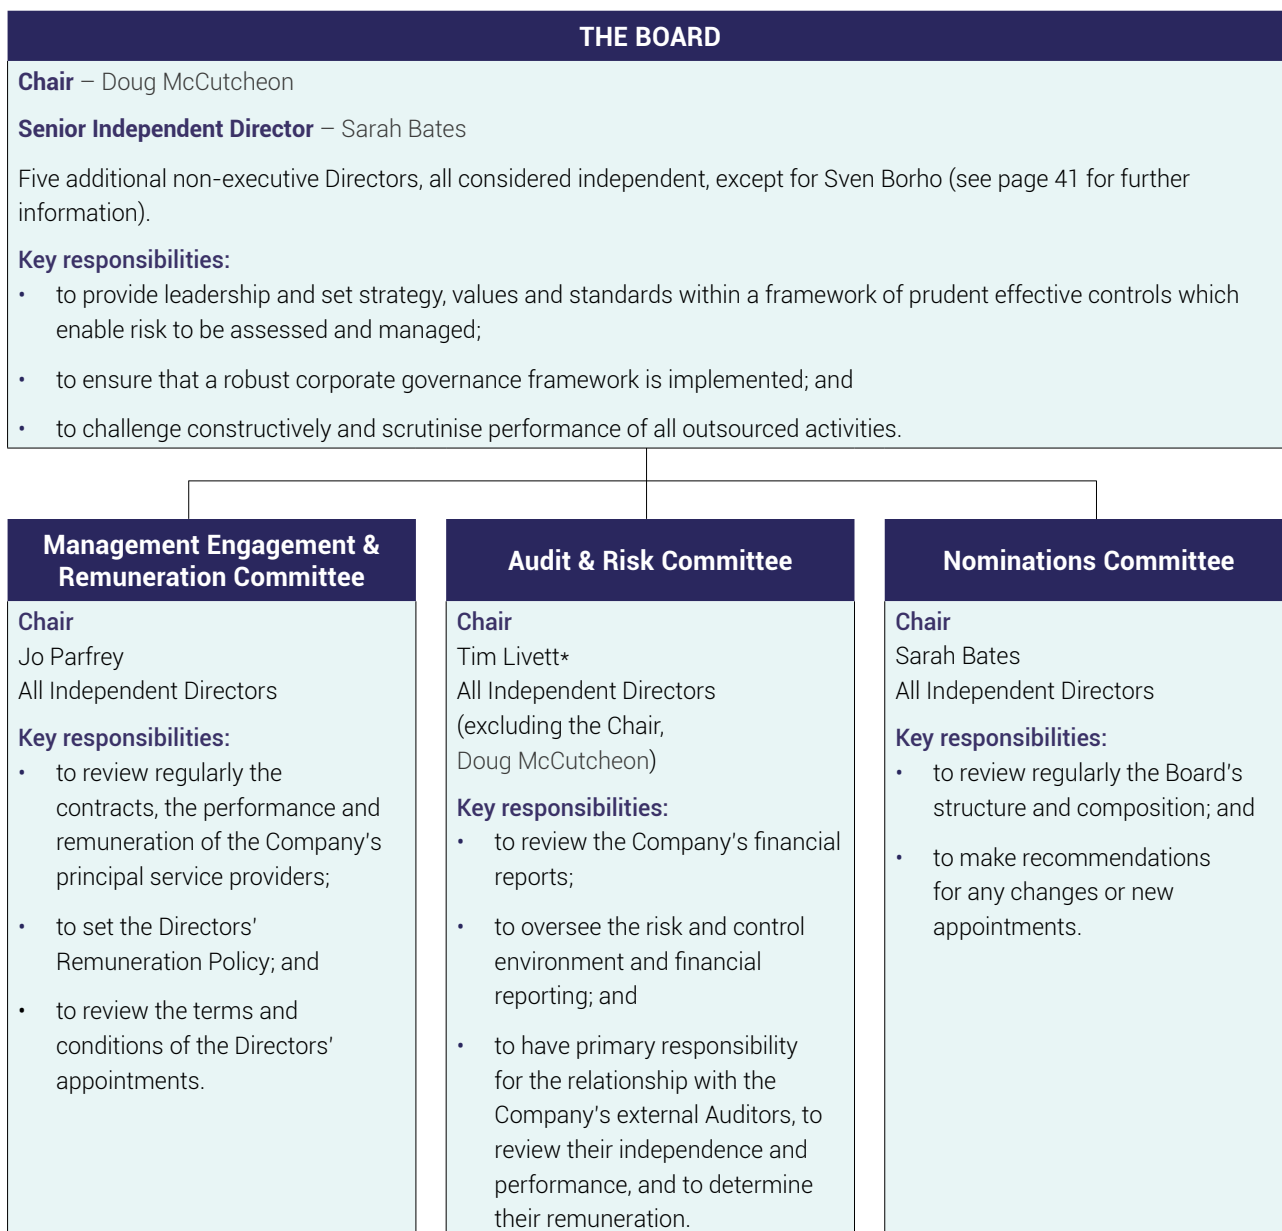 THE BOARD
Chair – Doug McCutcheon
Senior Independent Director – Sarah Bates
Five additional non-executive Directors, all considered independent, except for Sven Borho (see page 41 for further
information).
Key responsibilities:
• to provide leadership and set strategy, values and standards within a framework of prudent effective controls which
enable risk to be assessed and managed;
• to ensure that a robust corporate governance framework is implemented; and
• to challenge constructively and scrutinise performance of all outsourced activities.
Management Engagement &
Remuneration Committee
Chair
Jo Parfrey
All Independent Directors
Key responsibilities:
• to review regularly the
contracts, the performance and
remuneration of the Company's
principal service providers;
• to set the Directors'
Remuneration Policy; and
• to review the terms and
conditions of the Directors'
appointments.
Audit & Risk Committee
Chair
Tim Livett*
All Independent Directors
(excluding the Chair,
Doug McCutcheon)
Key responsibilities:
• to review the Company's financial
reports;
• to oversee the risk and control
environment and financial
reporting; and
• to have primary responsibility
for the relationship with the
Company's external Auditors, to
review their independence and
performance, and to determine
their remuneration.
Nominations Committee
Chair
Sarah Bates
All Independent Directors
Key responsibilities:
• to review regularly the Board's
structure and composition; and
• to make recommendations
for any changes or new
appointments.